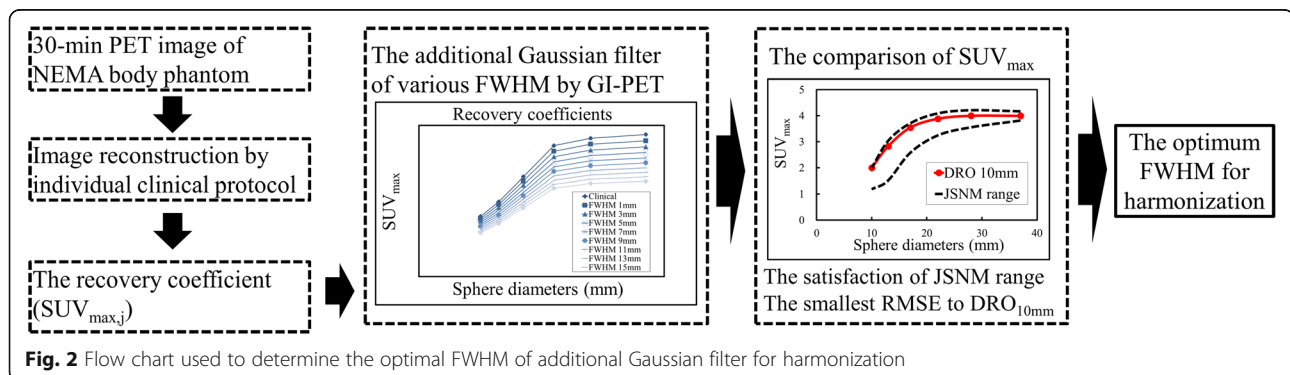 30-min PET image of
NEMA body phantom
Image reconstruction by
individual clinical protocol
The recovery coefficient
(SUVmax,j)
The additional Gaussian filter
of various FWHM by GI-PET
Recovery coefficients
SUVmax
Clinical
FWHM 1mm
FWHM 3mm
FWHM 5mm
FWHM 7mm
FWHM 9mm
FWHM 11mm
FWHM 13mm
FWHM 15mm
Sphere diameters (mm)
The comparison of SUVmax
5
4
3
2
1
0
SUVmax
DRO 10mm
JSNM range
0 10 20 30 40
Sphere diameters (mm)
The satisfaction of JSNM range
The smallest RMSE to DRO10mm
The optimum
FWHM for
harmonization
Fig. 2 Flow chart used to determine the optimal FWHM of additional Gaussian filter for harmonization